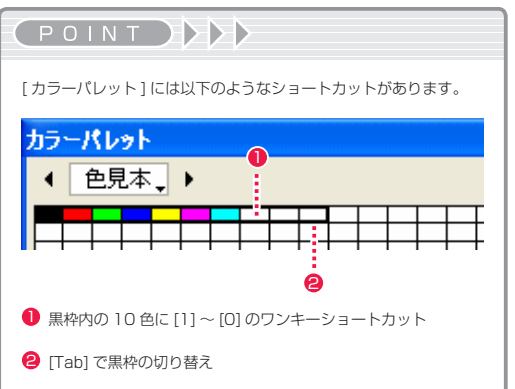 POINT
[カラーパレット]には以下のようなショートカットがあります。
カラーパレット
色見本
1
2
1 黒枠内の 10 色に [1] ~ [0] のワンキーショートカット
2 [Tab] で黒枠の切り替え